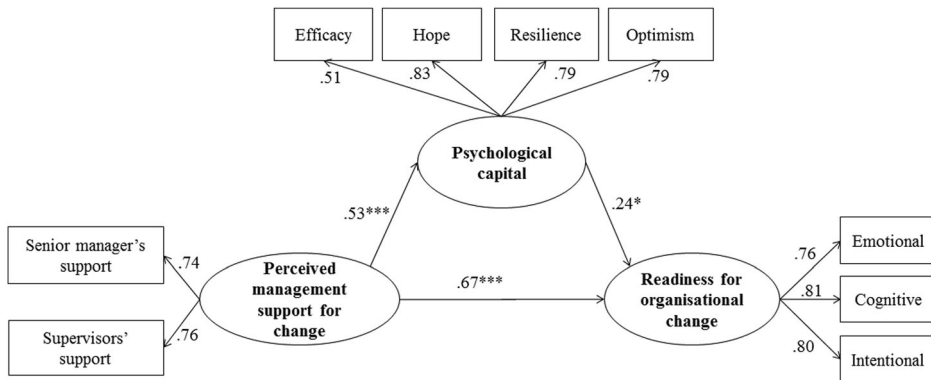 Efficacy
Hope
Resilience
Optimism
.51
.83
.79
.79
Psychological
capital
.53***
.24*
Senior manager's
support
.74
Supervisors'
support
.76
Perceived
management
support for
change
.67***
Readiness for
organisational
change
.76
Emotional
.81
Cognitive
.80
Intentional